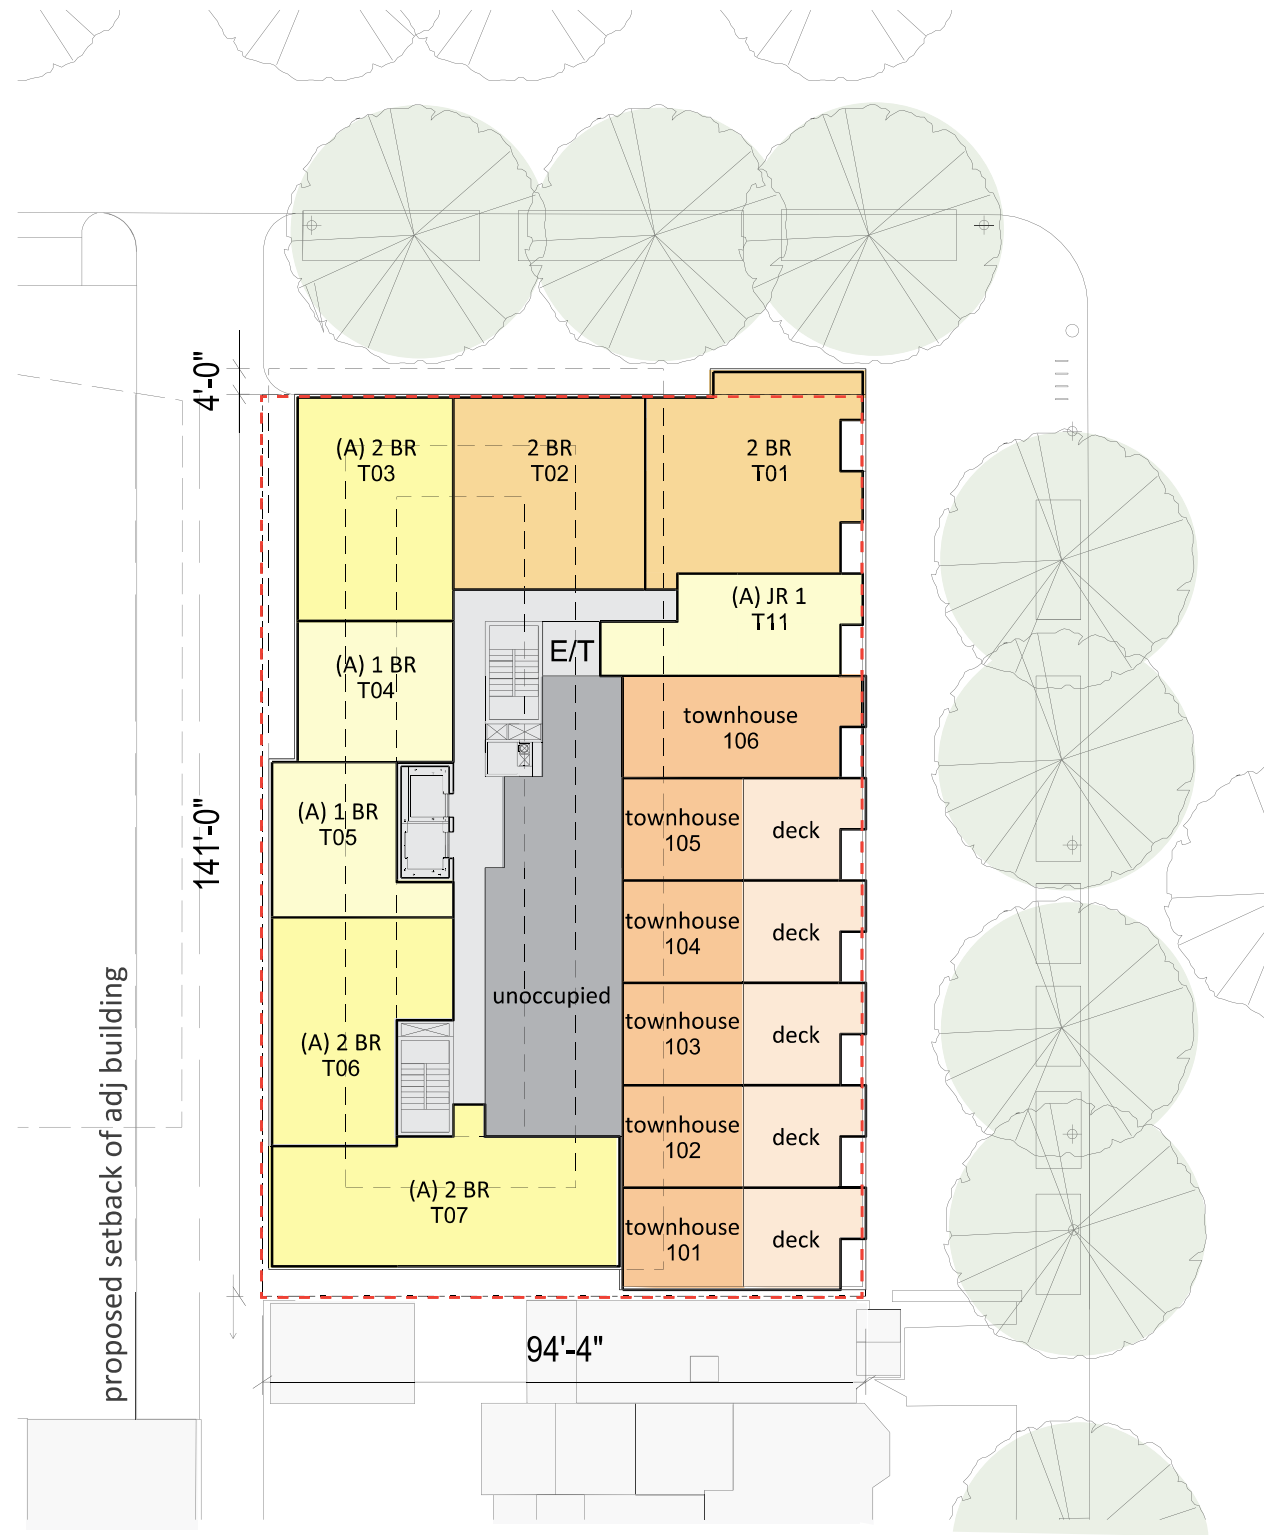 4'-0"
(A) 2 BR
T03
2 BR
T02
2 BR
T01
(A) JR 1
T11
E/T
(A) 1 BR
T04
townhouse
106
(A) 1 BR
T05
townhouse
105
deck
141'-0"
townhouse
104
deck
unoccupied
townhouse
103
deck
(A) 2 BR
T06
townhouse
102
deck
(A) 2 BR
T07
townhouse
101
deck
proposed setback of adj building
94'-4"